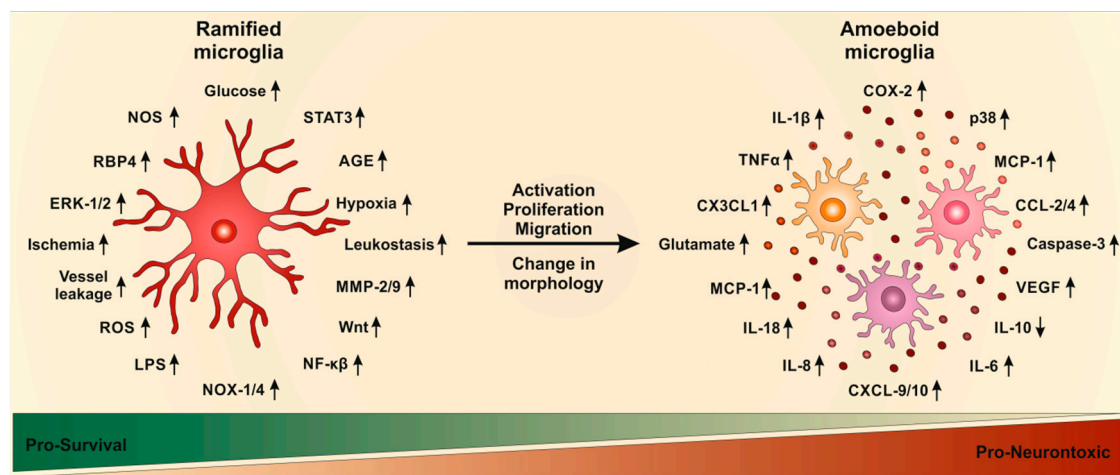 Ramified
microglia
Glucose ↑
NOS ↑
STAT3 ↑
RBP4 ↑
AGE ↑
ERK-1/2 ↑
Hypoxia ↑
Ischemia ↑
Leukostasis ↑
Vessel
leakage ↑
MMP-2/9 ↑
ROS ↑
Wnt ↑
LPS ↑
NF-κβ ↑
NOX-1/4 ↑
Activation
Proliferation
Migration
Change in
morphology
Amoeboid
microglia
COX-2 ↑
IL-1β ↑
p38 ↑
TNFα ↑
MCP-1 ↑
CX3CL1 ↑
CCL-2/4 ↑
Glutamate ↑
Caspase-3 ↑
MCP-1 ↑
VEGF ↑
IL-18 ↑
IL-10 ↓
IL-8 ↑
IL-6 ↑
CXCL-9/10 ↑
Pro-Survival
Pro-Neurontoxic